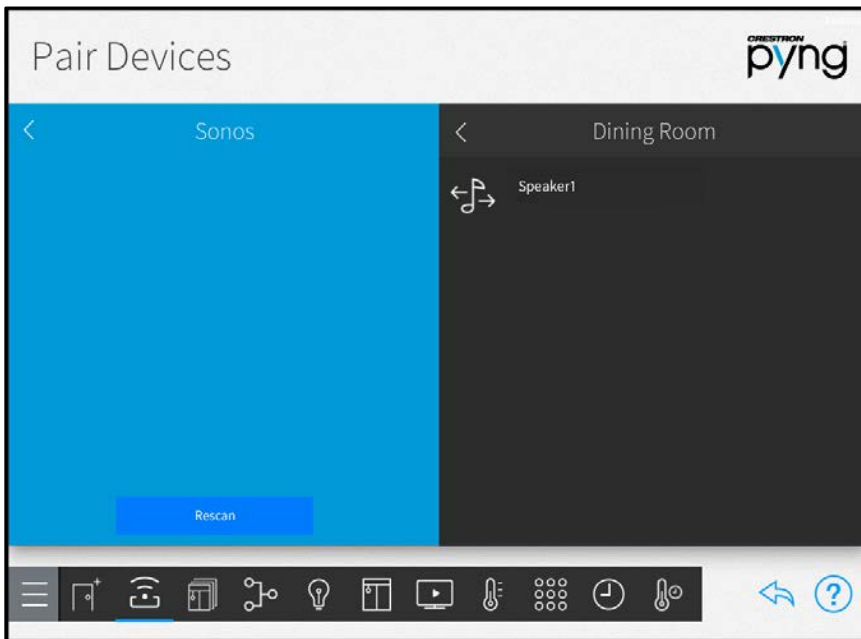 Pair Devices
CRESTRON
pyng
Sonos
Dining Room
Speaker1
Rescan
?